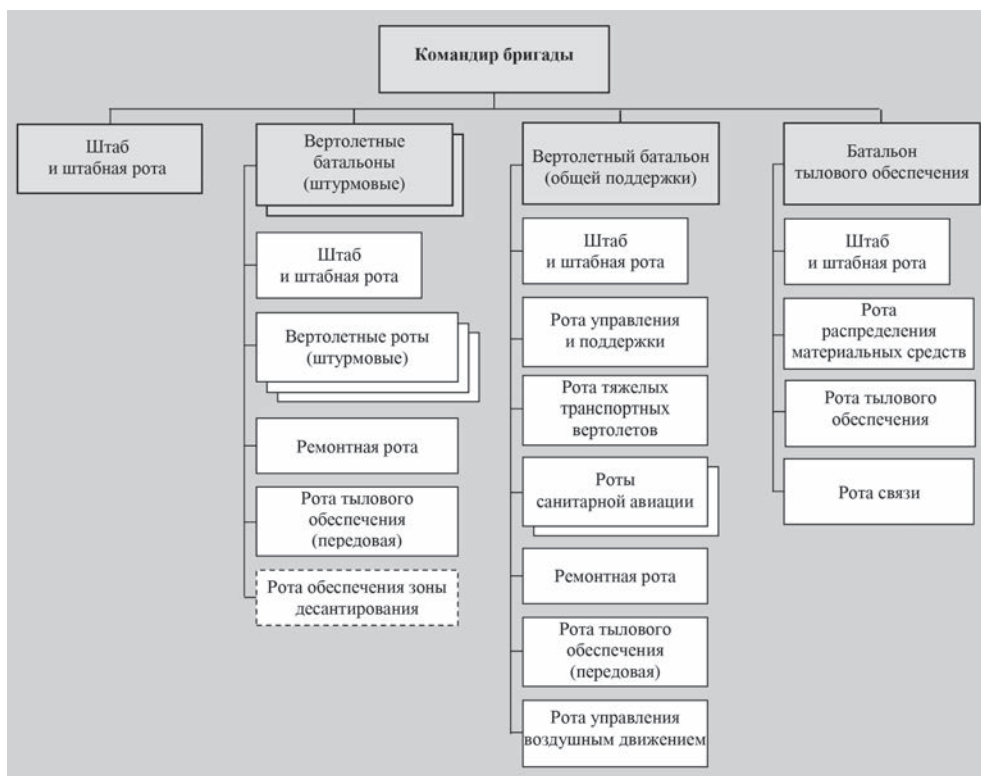 Командир бригады
Штаб
и штабная рота
Вертолетные
батальоны
(штурмовые)
Штаб
и штабная рота
Вертолетные роты
(штурмовые)
Ремонтная рота
Рота тылового
обеспечения
(передовая)
Рота обеспечения зоны
десантирования
Вертолетный батальон
(общей поддержки)
Штаб
и штабная рота
Рота управления
и поддержки
Рота тяжелых
транспортных
вертолетов
Роты
санитарной авиации
Ремонтная рота
Рота тылового
обеспечения
(передовая)
Рота управления
воздушным движением
Батальон
тылового обеспечения
Штаб
и штабная рота
Рота
распределения
материальных средств
Рота тылового
обеспечения
Рота связи